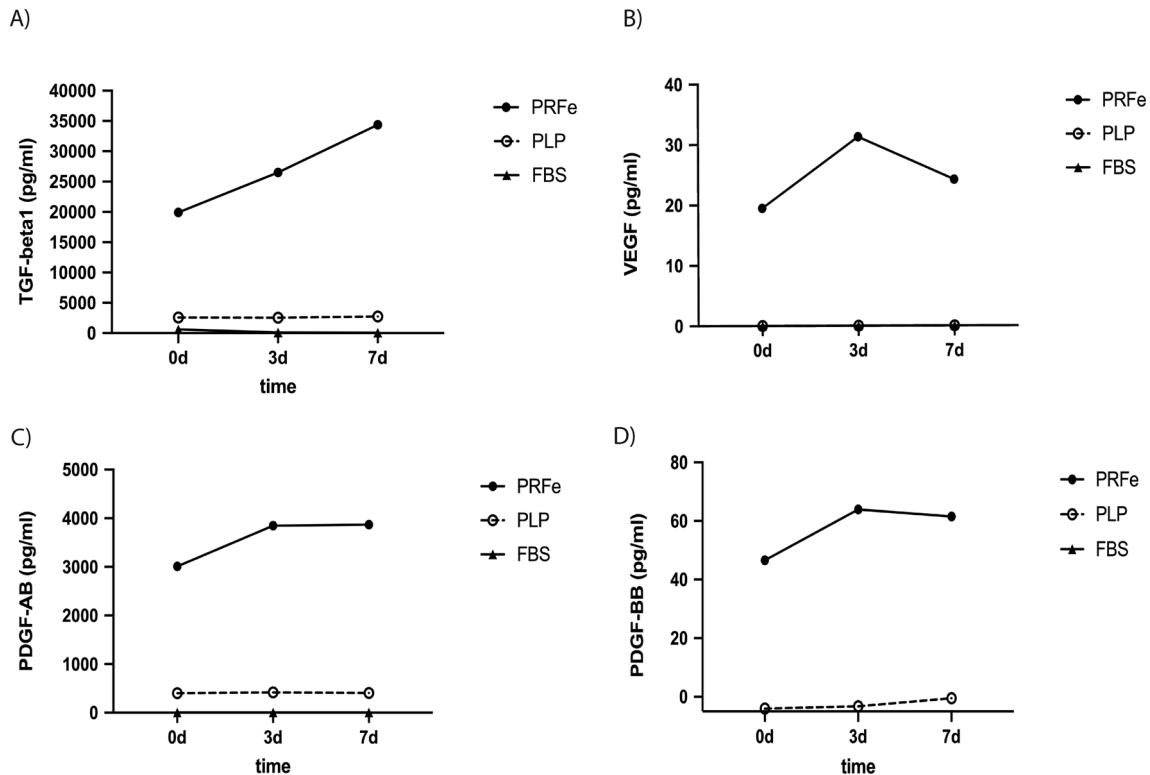 A)
TGF-beta1 (pg/ml)
40000
35000
30000
25000
20000
15000
10000
5000
0
0d 3d 7d
time
PRFe
PLP
FBS
B)
VEGF (pg/ml)
40
30
20
10
0
0d 3d 7d
PRFe
PLP
FBS
C)
PDGF-AB (pg/ml)
5000
4000
3000
2000
1000
0
0d 3d 7d
time
PRFe
PLP
FBS
D)
PDGF-BB (pg/ml)
80
60
40
20
0
0d 3d 7d
time
PRFe
PLP
FBS